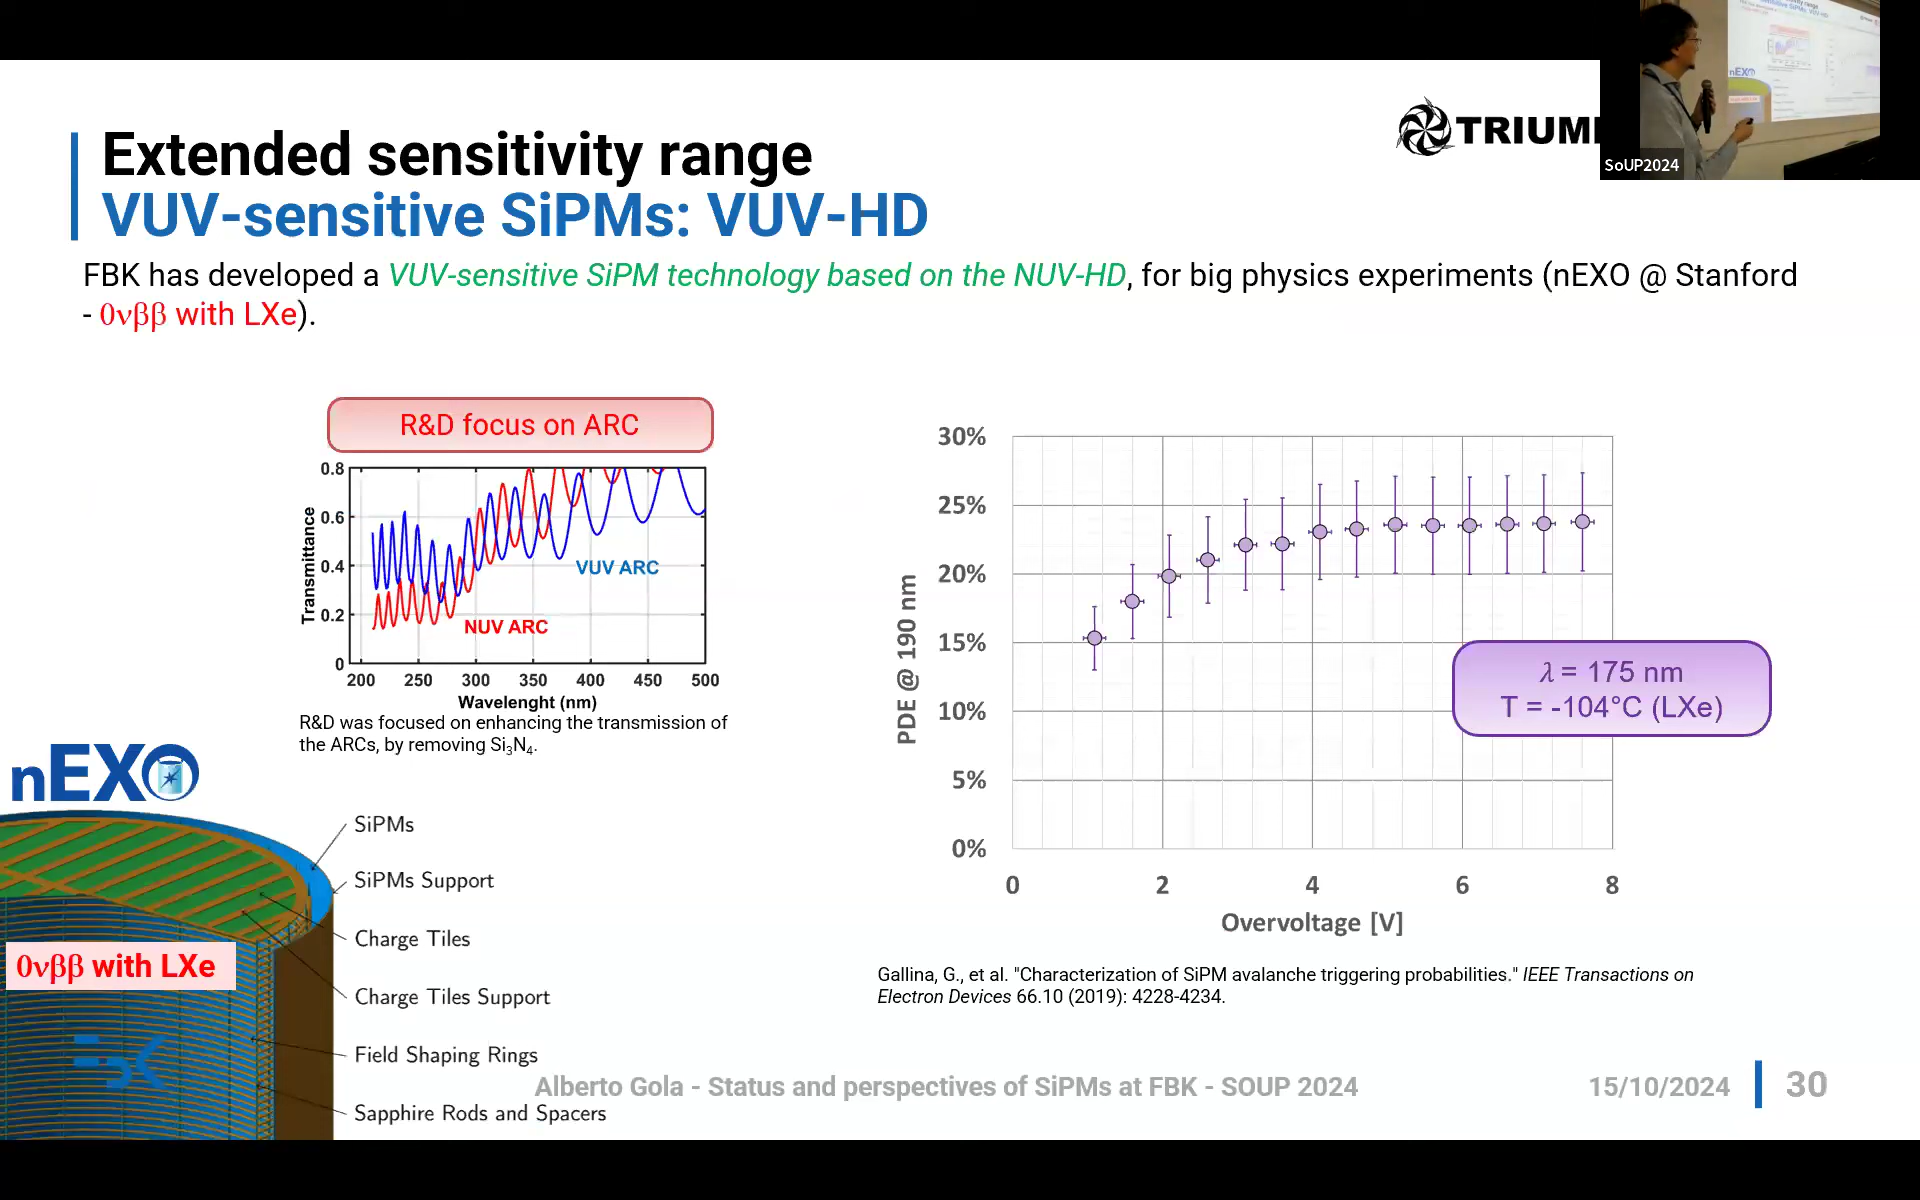 Extended sensitivity range
VUV-sensitive SiPMs: VUV-HD
TRIUM
SoUP2024
FBK has developed a VUV-sensitive SiPM technology based on the NUV-HD, for big physics experiments (nEXO @ Stanford
- 0νββ with LXe).
R&D focus on ARC
0.8
0.6
0.4
0.2
0
Transmittance
VUV ARC
NUV ARC
200 250 300 350 400 450 500
Wavelenght (nm)
R&D was focused on enhancing the transmission of
the ARCs, by removing Si₃N₄.
30%
25%
20%
15%
10%
5%
0%
PDE @ 190 nm
λ = 175 nm
T = -104°C (LXe)
0 2 4 6 8
Overvoltage [V]
Gallina, G., et al. "Characterization of SiPM avalanche triggering probabilities." IEEE Transactions on
Electron Devices 66.10 (2019): 4228-4234.
nEXO
SiPMs
SiPMs Support
Charge Tiles
0νββ with LXe
Charge Tiles Support
Field Shaping Rings
Sapphire Rods and Spacers
FBK
Alberto Gola - Status and perspectives of SiPMs at FBK - SOUP 2024
15/10/2024
30